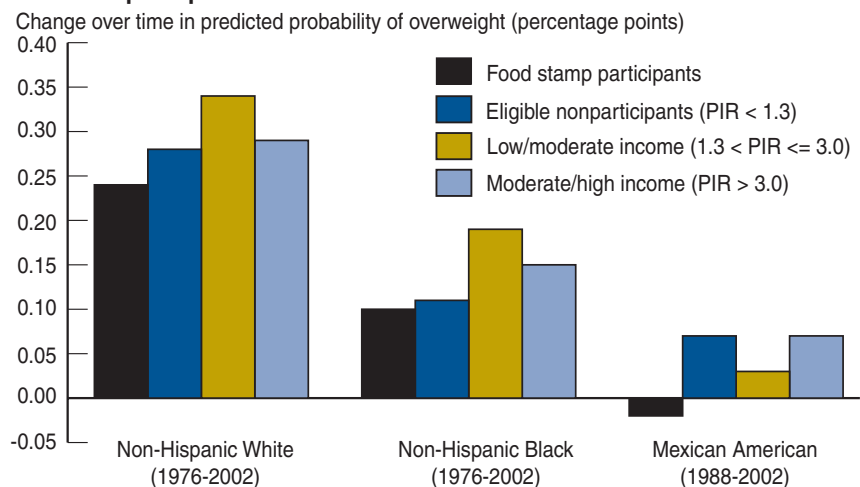 Change over time in predicted probability of overweight (percentage points)
0.40
0.35
0.30
0.25
0.20
0.15
0.10
0.05
0.00
-0.05
Food stamp participants
Eligible nonparticipants (PIR < 1.3)
Low/moderate income (1.3 < PIR <= 3.0)
Moderate/high income (PIR > 3.0)
Non-Hispanic White
(1976-2002)
Non-Hispanic Black
(1976-2002)
Mexican American
(1988-2002)